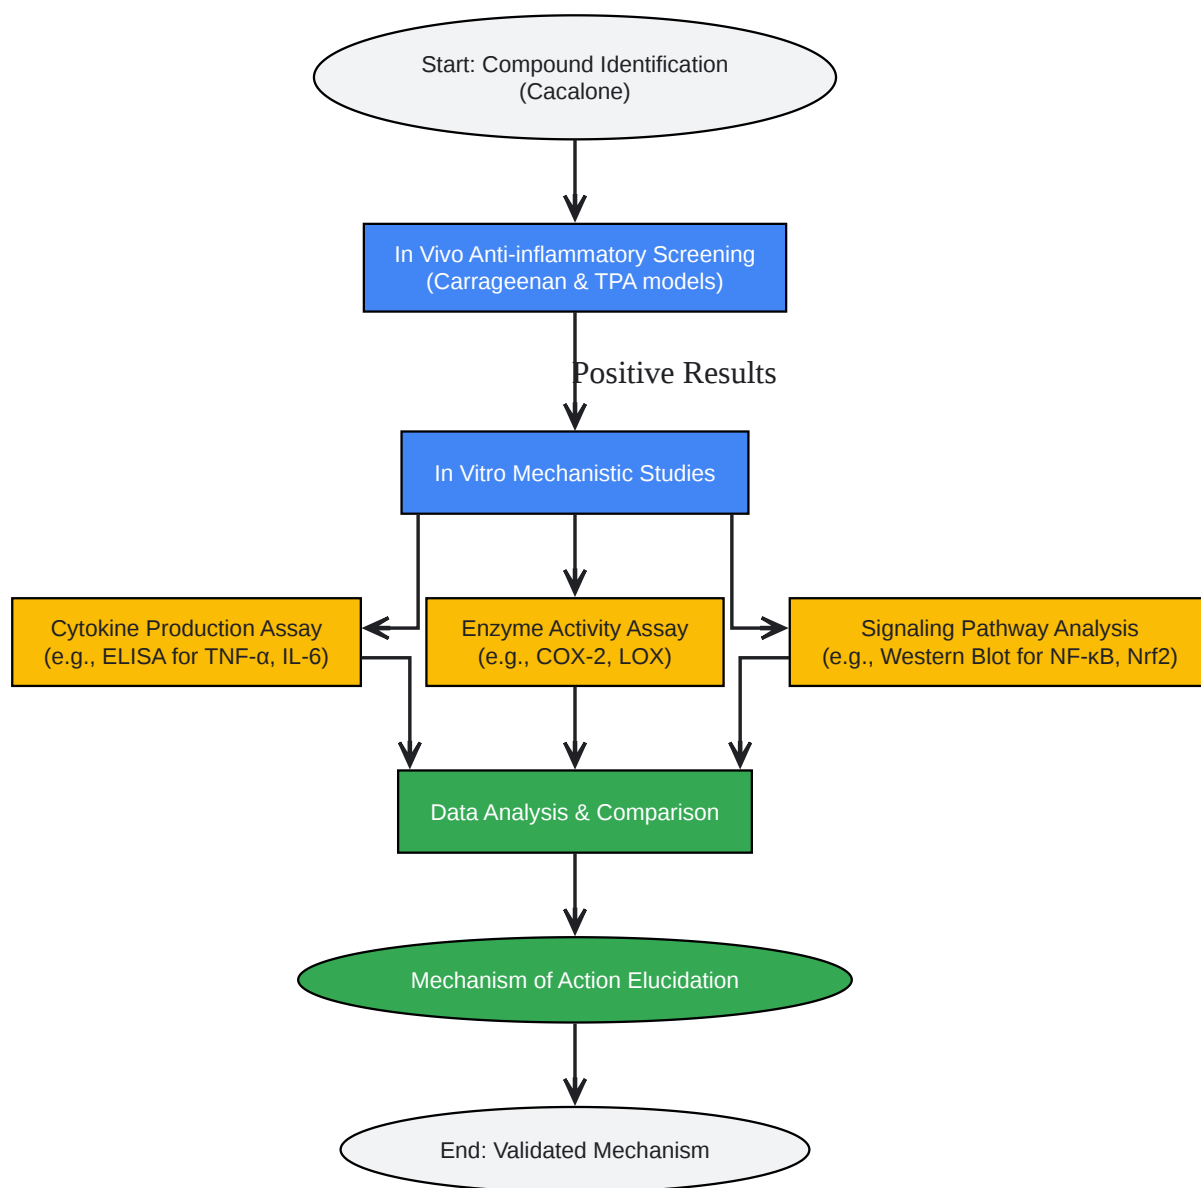 Start: Compound Identification
(Cacalone)
In Vivo Anti-inflammatory Screening
(Carrageenan & TPA models)
Positive Results
In Vitro Mechanistic Studies
Cytokine Production Assay
(e.g., ELISA for TNF-α, IL-6)
Enzyme Activity Assay
(e.g., COX-2, LOX)
Signaling Pathway Analysis
(e.g., Western Blot for NF-κB, Nrf2)
Data Analysis & Comparison
Mechanism of Action Elucidation
End: Validated Mechanism